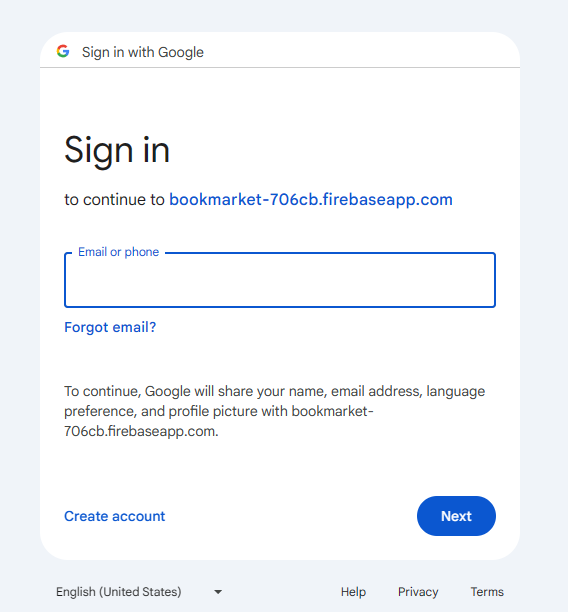 Sign in with Google
Sign in
to continue to bookmarket-706cb.firebaseapp.com
Email or phone
Forgot email?
To continue, Google will share your name, email address, language
preference, and profile picture with bookmarket-
706cb.firebaseapp.com.
Create account
Next
English (United States)
Help
Privacy
Terms